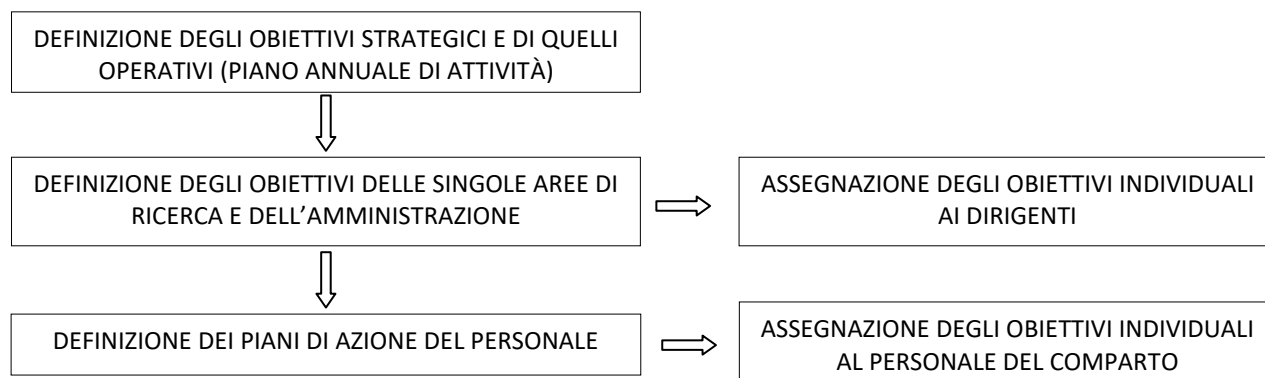 DEFINIZIONE DEGLI OBIETTIVI STRATEGICI E DI QUELLI
OPERATIVI (PIANO ANNUALE DI ATTIVITÀ)
DEFINIZIONE DEGLI OBIETTIVI DELLE SINGOLE AREE DI
RICERCA E DELL’AMMINISTRAZIONE
ASSEGNAZIONE DEGLI OBIETTIVI INDIVIDUALI
AI DIRIGENTI
DEFINIZIONE DEI PIANI DI AZIONE DEL PERSONALE
ASSEGNAZIONE DEGLI OBIETTIVI INDIVIDUALI
AL PERSONALE DEL COMPARTO